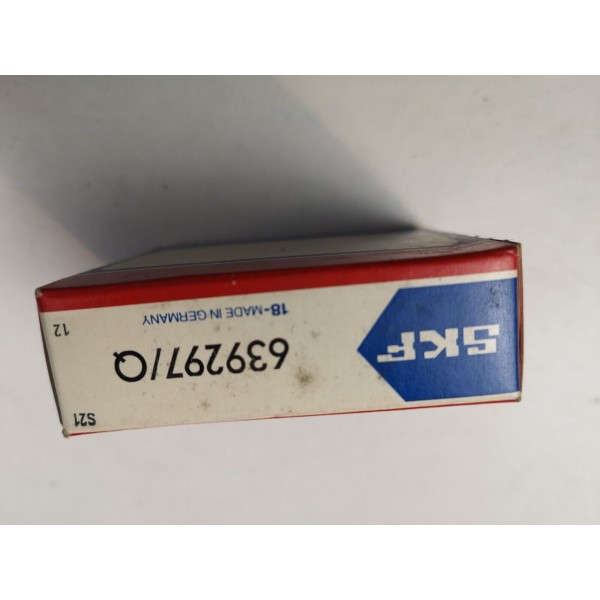 SKF
639297/Q
18-MADE IN GERMANY
S21
12